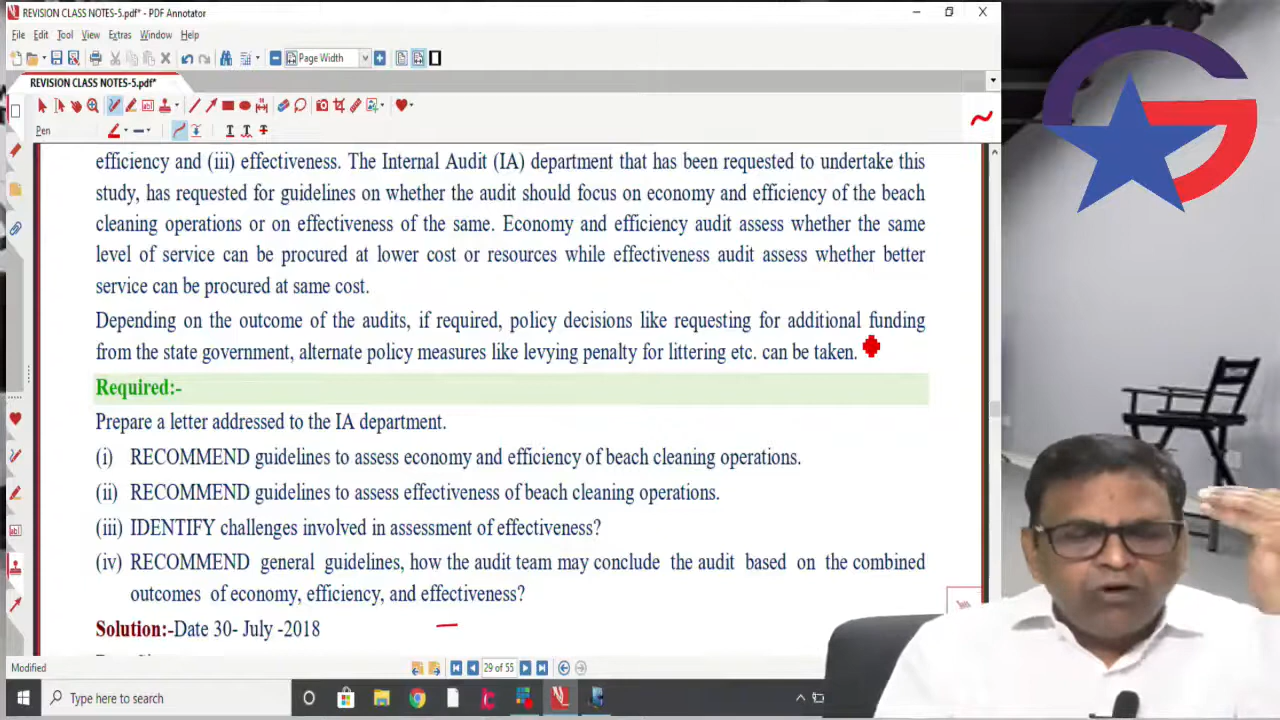 REVISION CLASS NOTES-5.pdf* - PDF Annotator
File Edit Tool View Extras Window Help
Page Width
REVISION CLASS NOTES-5.pdf*
Pen
efficiency and (iii) effectiveness. The Internal Audit (IA) department that has been requested to undertake this
study, has requested for guidelines on whether the audit should focus on economy and efficiency of the beach
cleaning operations or on effectiveness of the same. Economy and efficiency audit assess whether the same
level of service can be procured at lower cost or resources while effectiveness audit assess whether better
service can be procured at same cost.
Depending on the outcome of the audits, if required, policy decisions like requesting for additional funding
from the state government, alternate policy measures like levying penalty for littering etc. can be taken.
Required:-
Prepare a letter addressed to the IA department.
(i) RECOMMEND guidelines to assess economy and efficiency of beach cleaning operations.
(ii) RECOMMEND guidelines to assess effectiveness of beach cleaning operations.
(iii) IDENTIFY challenges involved in assessment of effectiveness?
(iv) RECOMMEND general guidelines, how the audit team may conclude the audit based on the combined
outcomes of economy, efficiency, and effectiveness?
Solution:-Date 30- July -2018
Modified
29 of 55
Type here to search